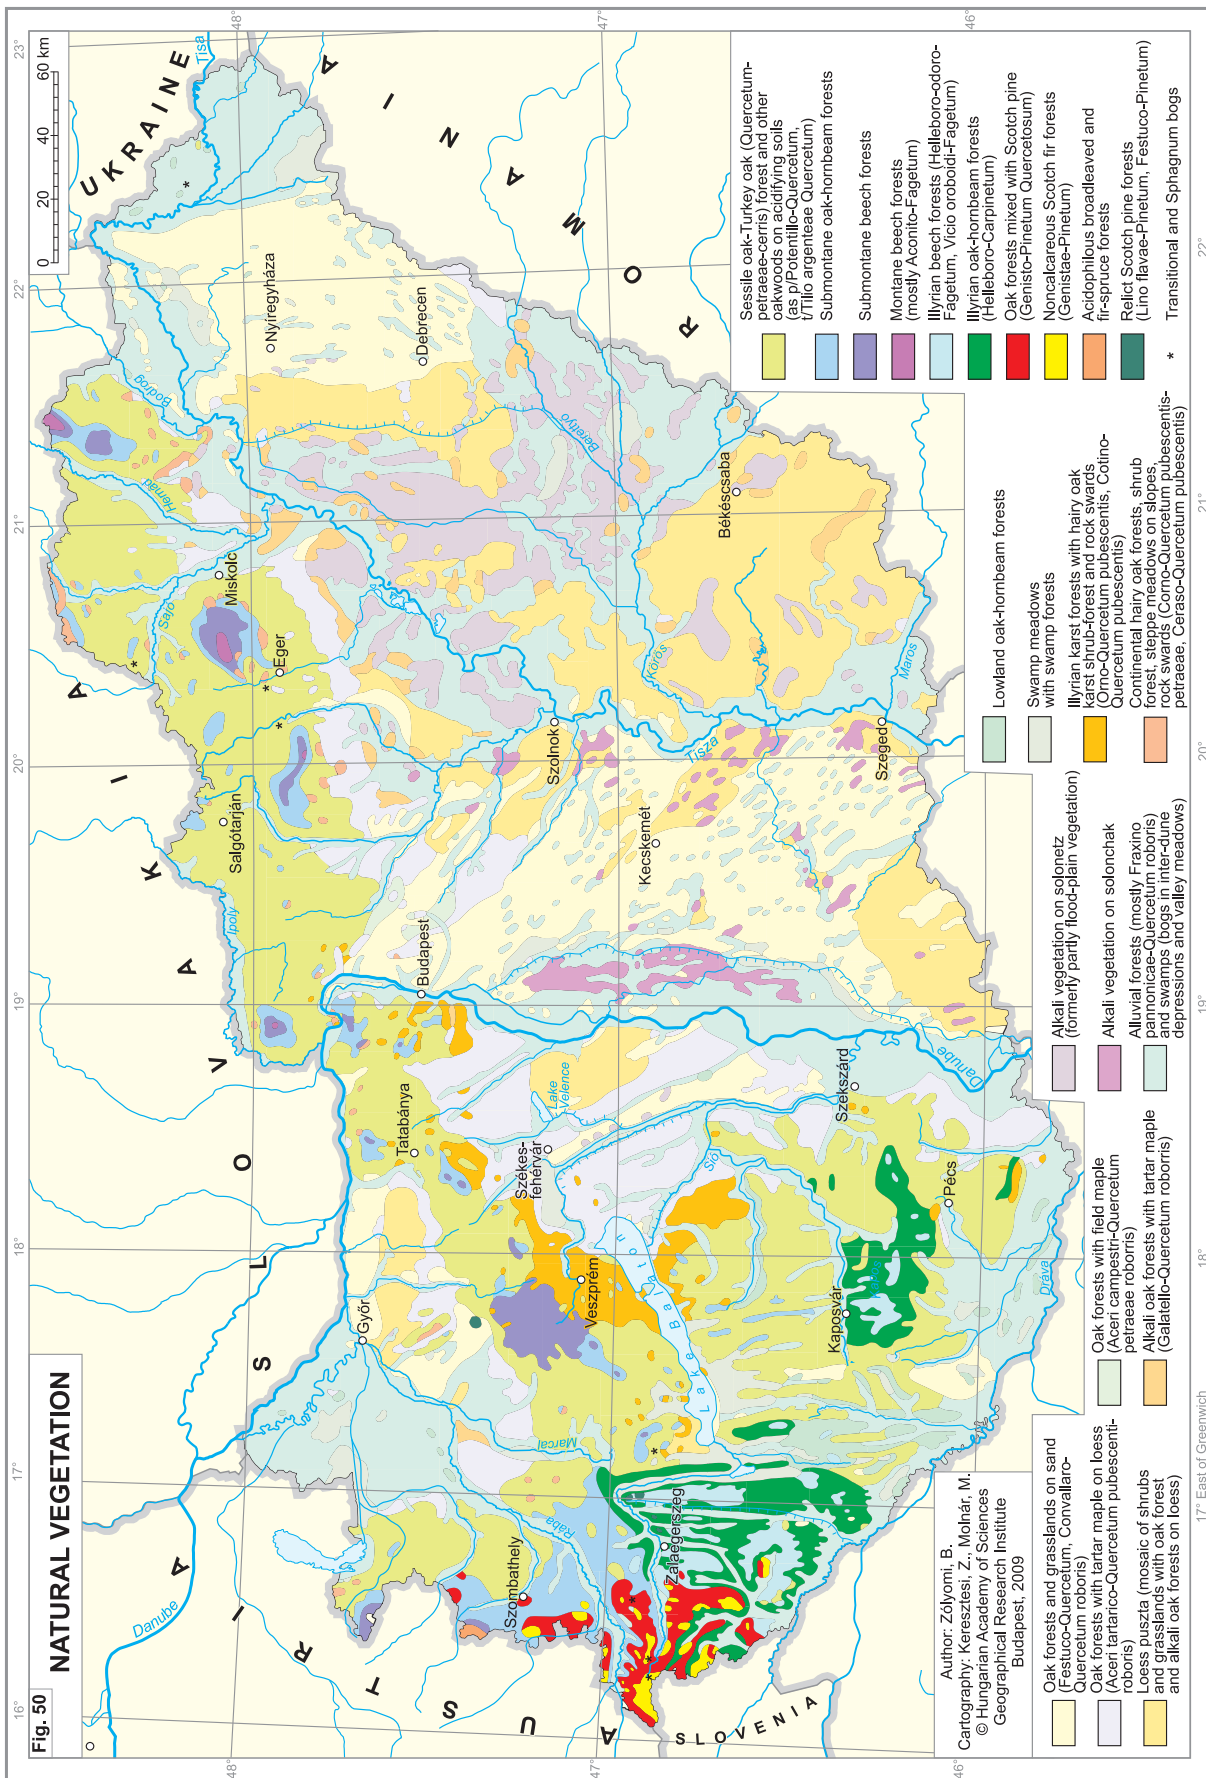 Fig. 50
NATURAL VEGETATION
0 20 40 60 km
16°
17°
18°
19°
20°
21°
22°
23°
48°
47°
46°
48°
47°
46°
17° East of Greenwich
18°
19°
20°
21°
22°
AUSTRIA
SLOVAKIA
UKRAINE
ROMANIA
SLOVENIA
Danube
Tisa
Bodrog
Hernád
Sajó
Ipoly
Rába
Marcal
Lake Balaton
Lake
Velence
Sió
Kapos
Dráva
Danube
Tisza
Körös
Berettyó
Maros
Győr
Tatabánya
Budapest
Salgótarján
Eger
Miskolc
Nyíregyháza
Debrecen
Szombathely
Veszprém
Székes-
fehérvár
Szolnok
Kecskemét
Békéscsaba
Zalaegerszeg
Kaposvár
Pécs
Szekszárd
Szeged
Author: Zólyomi, B.
Cartography: Keresztesi, Z., Molnár, M.
© Hungarian Academy of Sciences
Geographical Research Institute
Budapest, 2009
Oak forests and grasslands on sand
(Festuco-Quercetum, Convallaro-
Quercetum roboris)
Oak forests with tartar maple on loess
(Aceri tartarico-Quercetum pubescenti-
roboris)
Loess puszta (mosaic of shrubs
and grasslands with oak forest
and alkali oak forests on loess)
Oak forests with field maple
(Aceri campestri-Quercetum
petraeae roborris)
Alkali oak forests with tartar maple
(Galatello-Quercetum roborris)
Alkali vegetation on solonetz
(formerly partly flood-plain vegetation)
Alkali vegetation on solonchak
Alluvial forests (mostly Fraxino
pannonicae-Quercetum roboris)
and swamps (bogs in inter-dune
depressions and valley meadows)
Lowland oak-hornbeam forests
Swamp meadows
with swamp forests
Illyrian karst forests with hairy oak
karst shrub-forest and rock swards
(Orno-Quercetum pubescentis, Cotino-
Quercetum pubescentis)
Continental hairy oak forests, shrub
forest, steppe meadows on slopes,
rock swards (Corno-Quercetum pubescentis-
petraeae, Ceraso-Quercetum pubescentis)
Sessile oak-Turkey oak (Quercetum-
petraeae-cerris) forest and other
oakwoods on acidifying soils
(as p/Potentillo-Quercetum,
t/Tilio argenteae Quercetum)
Submontane oak-hornbeam forests
Submontane beech forests
Montane beech forests
(mostly Aconito-Fagetum)
Illyrian beech forests (Helleboro-odoro-
Fagetum, Vicio oroboidi-Fagetum)
Illyrian oak-hornbeam forests
(Helleboro-Carpinetum)
Oak forests mixed with Scotch pine
(Genisto-Pinetum Quercetosum)
Noncalcareous Scotch fir forests
(Genistae-Pinetum)
Acidophilous broadleaved and
fir-spruce forests
Relict Scotch pine forests
(Lino flavae-Pinetum, Festuco-Pinetum)
* Transitional and Sphagnum bogs